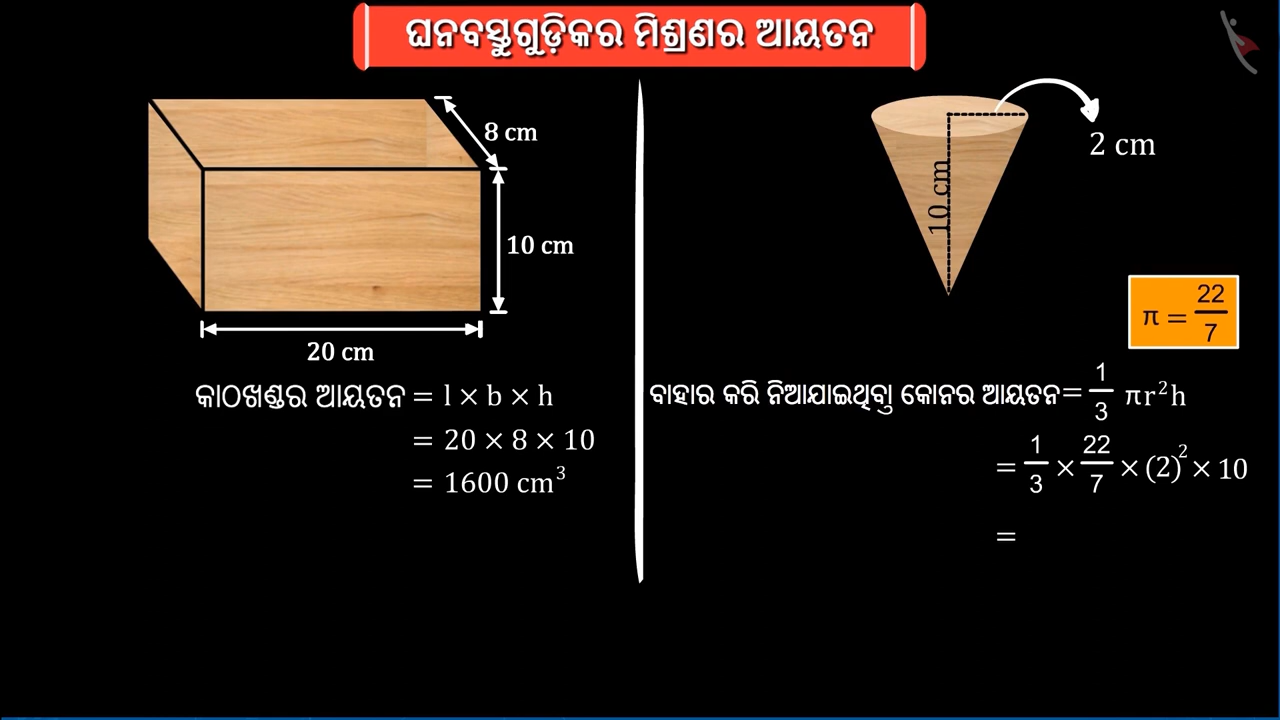 ଘନବସ୍ତୁଗୁଡ଼ିକର ମିଶ୍ରଣର ଆୟତନ
8 cm
10 cm
20 cm
କାଠଖଣ୍ଡର ଆୟତନ = l × b × h
= 20 × 8 × 10
= 1600 cm³
2 cm
10 cm
π = 22/7
ବାହାର କରି ନିଆଯାଇଥିବା କୋନର ଆୟତନ = 1/3 πr²h
= 1/3 × 22/7 × (2)² × 10
=